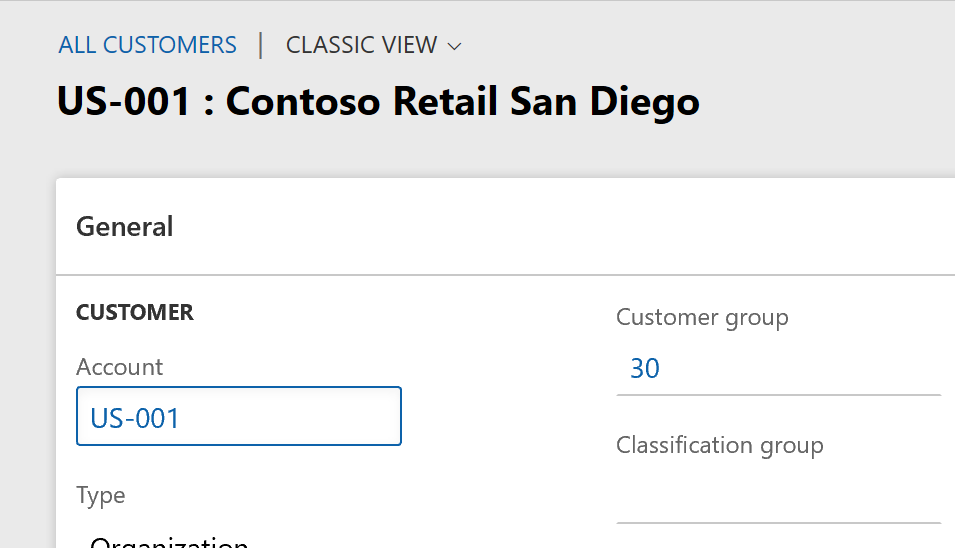 ALL CUSTOMERS | CLASSIC VIEW
US-001 : Contoso Retail San Diego
General
CUSTOMER
Account
US-001
Type
Organization
Customer group
30
Classification group